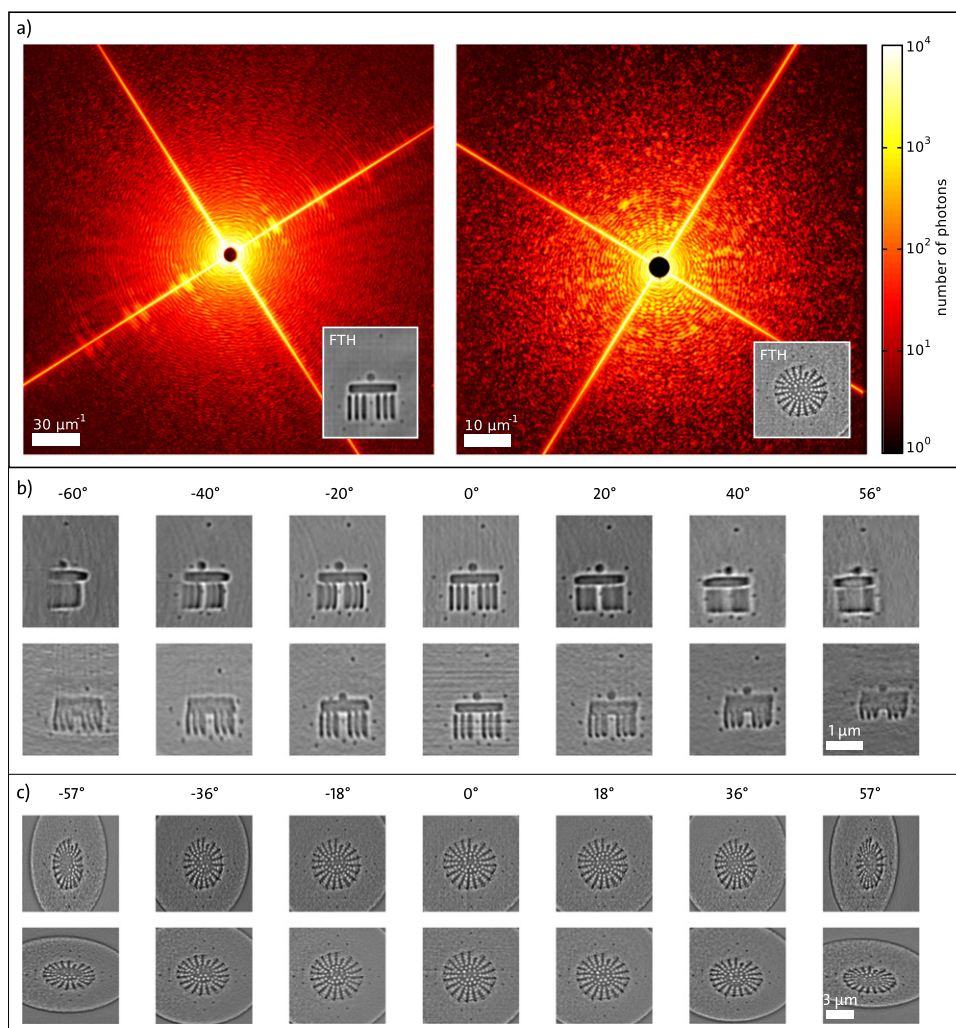 a)
FTH
30 µm⁻¹
FTH
10 µm⁻¹
10⁴
10³
10²
10¹
10⁰
number of photons
b)
-60° -40° -20° 0° 20° 40° 56°
1 µm
c)
-57° -36° -18° 0° 18° 36° 57°
3 µm